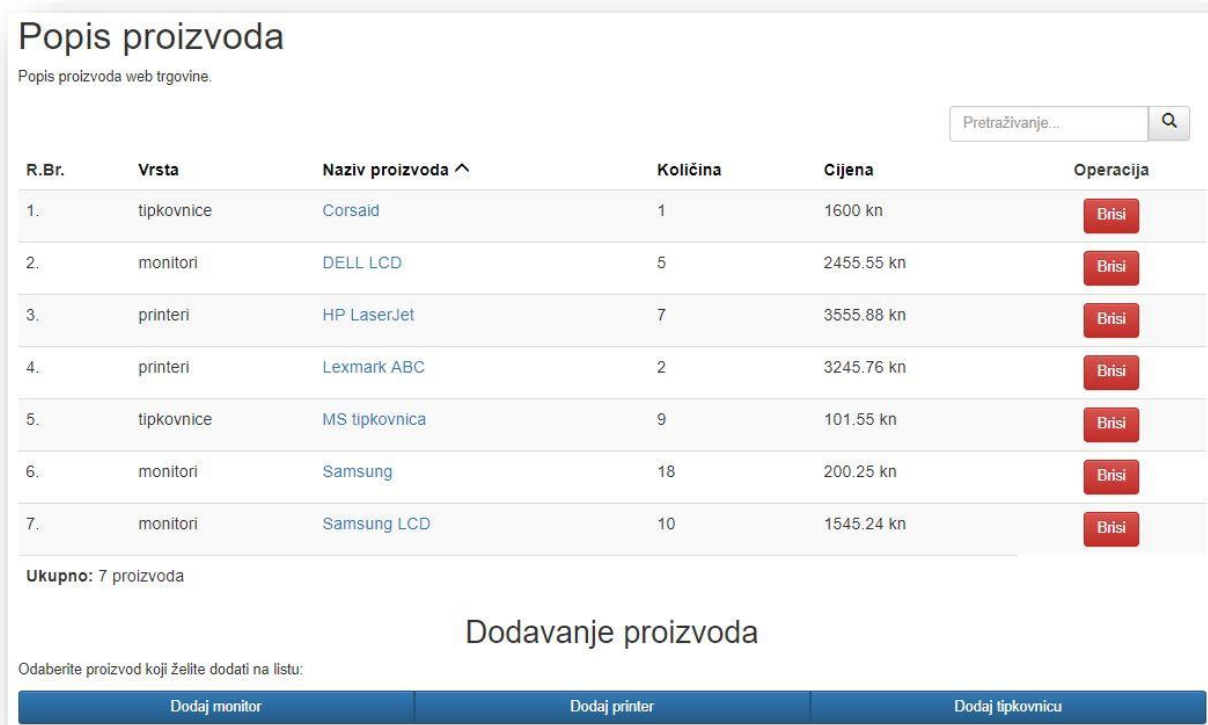 Popis proizvoda
Popis proizvoda web trgovine.
Pretraživanje...
R.Br. Vrsta Naziv proizvoda Količina Cijena Operacija
1. tipkovnice Corsaid 1 1600 kn Brisi
2. monitori DELL LCD 5 2455.55 kn Brisi
3. printeri HP LaserJet 7 3555.88 kn Brisi
4. printeri Lexmark ABC 2 3245.76 kn Brisi
5. tipkovnice MS tipkovnica 9 101.55 kn Brisi
6. monitori Samsung 18 200.25 kn Brisi
7. monitori Samsung LCD 10 1545.24 kn Brisi
Ukupno: 7 proizvoda
Dodavanje proizvoda
Odaberite proizvod koji želite dodati na listu:
Dodaj monitor Dodaj printer Dodaj tipkovnicu